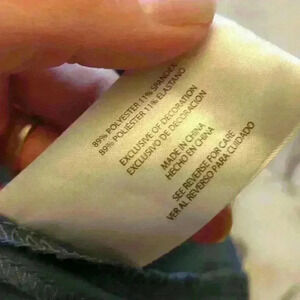 89% POLYESTER 11% SPANDEX
89% POLIÉSTER 11% ELASTANO
EXCLUSIVE OF DECORATION
EXCLUSIVO DE DECORACION
MADE IN CHINA
HECHO EN CHINA
SEE REVERSE FOR CARE
VER AL REVERSO PARA CUIDADO